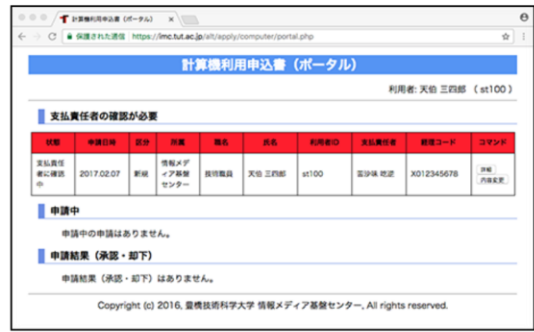 計算機利用申込書（ポータル）
保護された通信 https://imc.tut.ac.jp/alt/apply/computer/portal.php
計算機利用申込書（ポータル）
利用者: 天伯 三四郎 （ st100 ）
支払責任者の確認が必要
状態 申請日時 区分 所属 職名 氏名 利用者ID 支払責任者 経理コード コマンド
支払責任者に確認中 2017.02.07 新規 情報メディア基盤センター 技術職員 天伯 三四郎 st100 X012345678 詳細 内容変更
申請中
申請中の申請はありません。
申請結果（承認・却下）
申請結果（承認・却下）はありません。
Copyright (c) 2016, 豊橋技術科学大学 情報メディア基盤センター, All rights reserved.